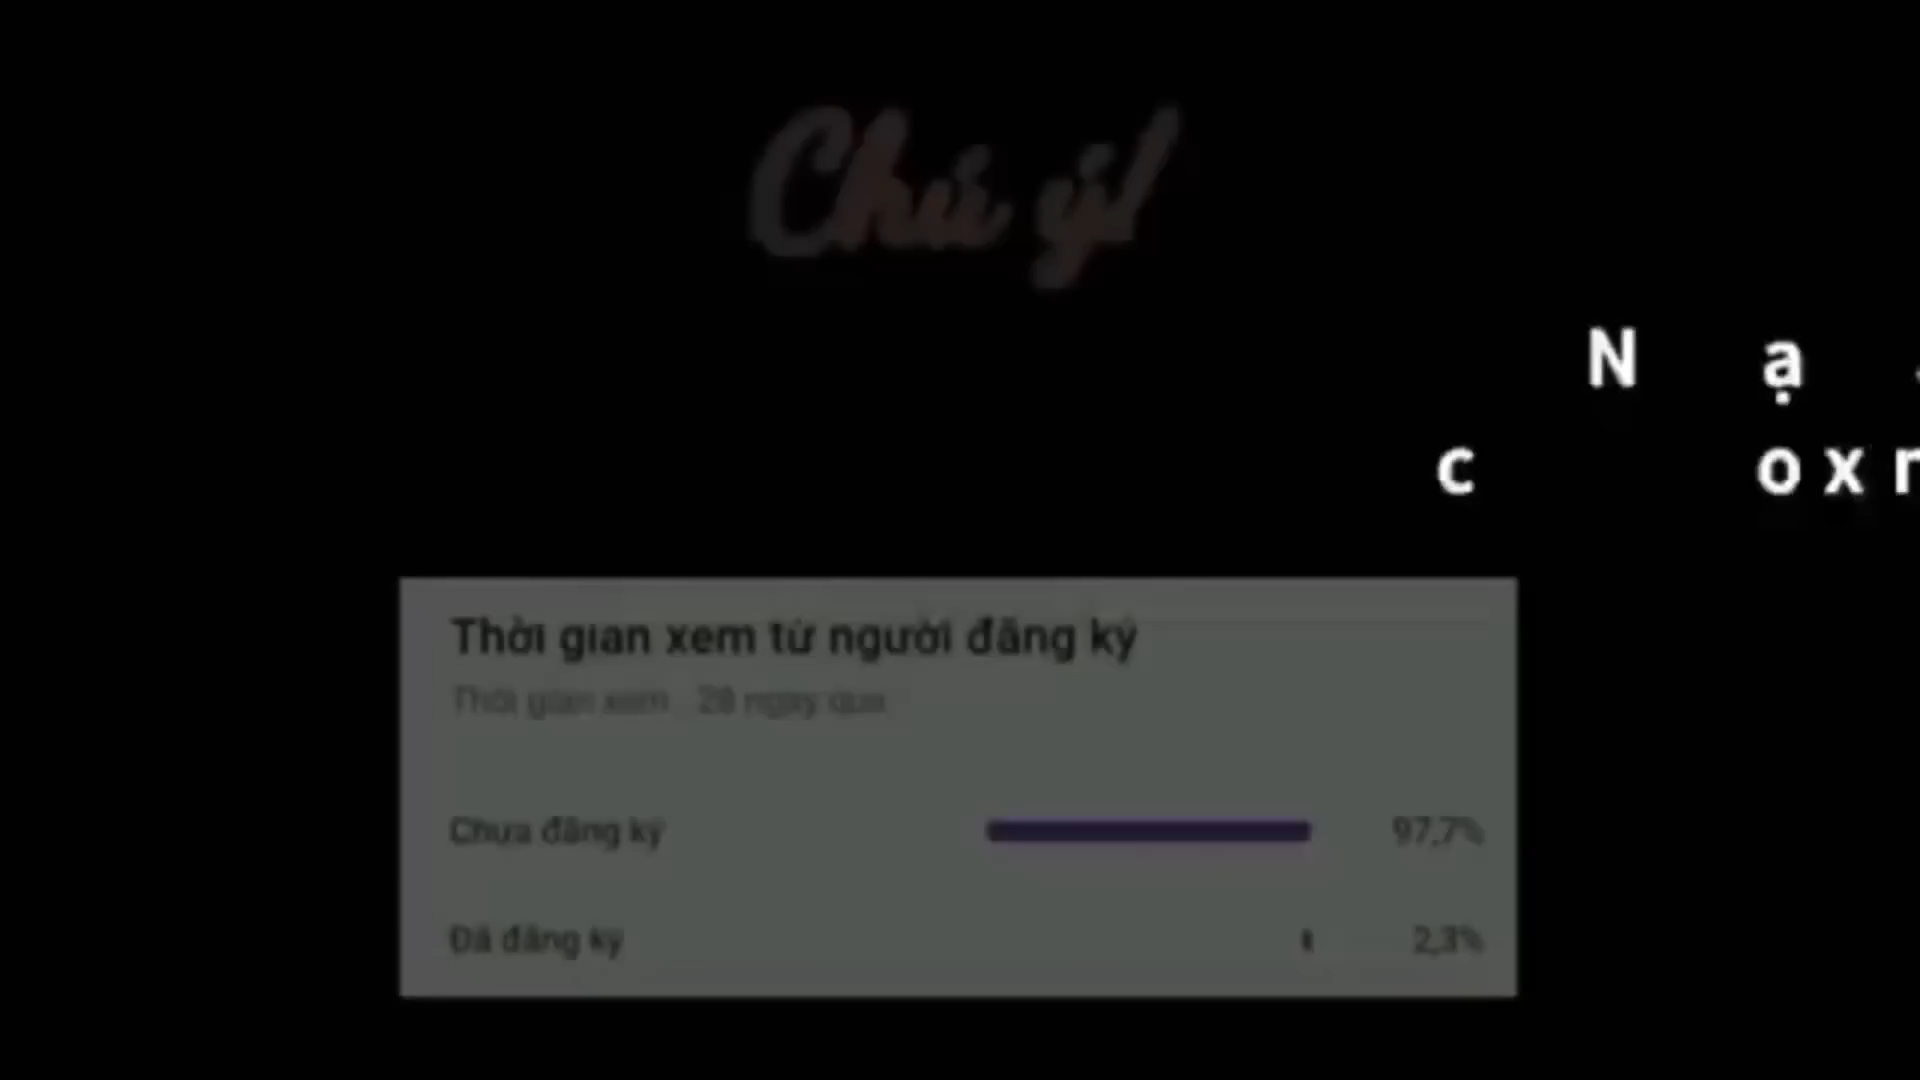 Chú ý!
N ạ
c o x
Thời gian xem từ người đăng ký
Thời gian xem · 28 ngày qua
Chưa đăng ký 97,7%
Đã đăng ký 2,3%